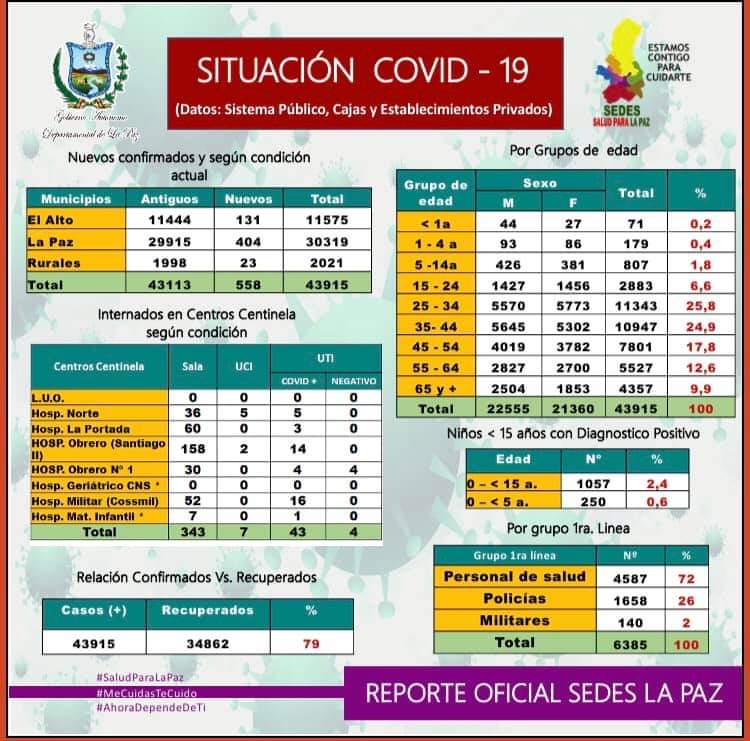 Gobierno Autónomo
Departamental de La Paz
SITUACIÓN COVID - 19
(Datos: Sistema Público, Cajas y Establecimientos Privados)
ESTAMOS
CONTIGO
PARA
CUIDARTE
SEDES
SALUD PARA LA PAZ
Nuevos confirmados y según condición
actual
Municipios Antiguos Nuevos Total
El Alto 11444 131 11575
La Paz 29915 404 30319
Rurales 1998 23 2021
Total 43113 558 43915
Internados en Centros Centinela
según condición
Centros Centinela Sala UCI UTI
COVID + NEGATIVO
L.U.O. 0 0 0 0
Hosp. Norte 36 5 5 0
Hosp. La Portada 60 0 3 0
HOSP. Obrero (Santiago
II) 158 2 14 0
HOSP. Obrero N° 1 30 0 4 4
Hosp. Geriátrico CNS * 0 0 0 0
Hosp. Militar (Cossmil) 52 0 16 0
Hosp. Mat. Infantil * 7 0 1 0
Total 343 7 43 4
Relación Confirmados Vs. Recuperados
Casos (+) Recuperados %
43915 34862 79
Por Grupos de edad
Grupo de
edad Sexo Total %
M F
< 1a 44 27 71 0,2
1 - 4 a 93 86 179 0,4
5 -14a 426 381 807 1,8
15 - 24 1427 1456 2883 6,6
25 - 34 5570 5773 11343 25,8
35- 44 5645 5302 10947 24,9
45 - 54 4019 3782 7801 17,8
55 - 64 2827 2700 5527 12,6
65 y + 2504 1853 4357 9,9
Total 22555 21360 43915 100
Niños < 15 años con Diagnostico Positivo
Edad N° %
0 – < 15 a. 1057 2,4
0 – < 5 a. 250 0,6
Por grupo 1ra. Linea
Grupo 1ra línea Nº %
Personal de salud 4587 72
Policías 1658 26
Militares 140 2
Total 6385 100
#SaludParaLaPaz
#MeCuidasTeCuido
#AhoraDependeDeTi
REPORTE OFICIAL SEDES LA PAZ